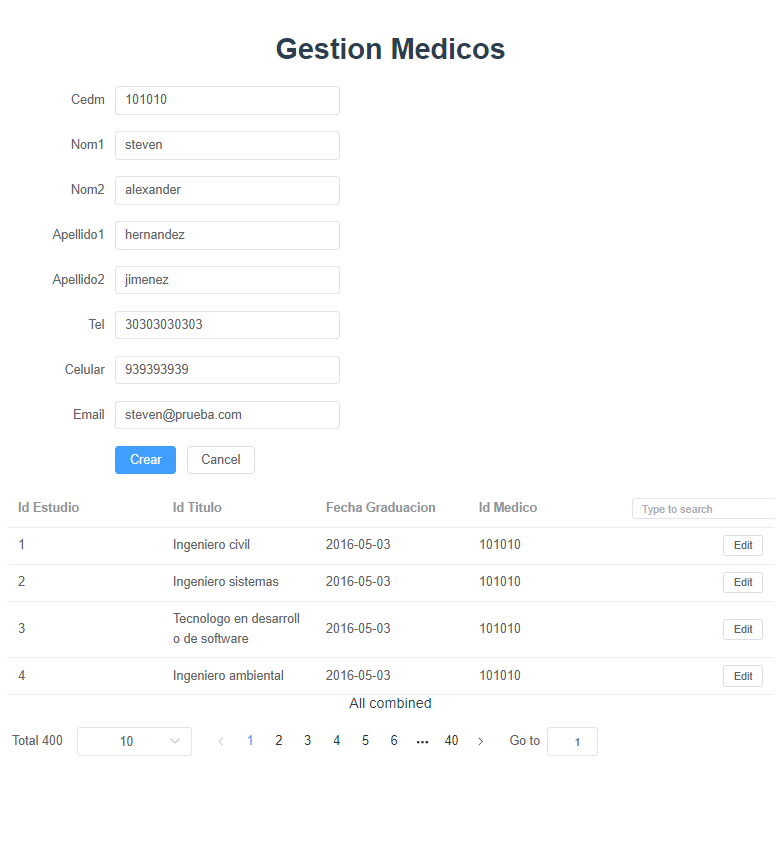 Gestion Medicos
Cedm 101010
Nom1 steven
Nom2 alexander
Apellido1 hernandez
Apellido2 jimenez
Tel 30303030303
Celular 939393939
Email steven@prueba.com
Crear Cancel
Id Estudio Id Titulo Fecha Graduacion Id Medico Type to search
1 Ingeniero civil 2016-05-03 101010 Edit
2 Ingeniero sistemas 2016-05-03 101010 Edit
3 Tecnologo en desarroll 2016-05-03 101010 Edit
o de software
4 Ingeniero ambiental 2016-05-03 101010 Edit
All combined
Total 400 10 1 2 3 4 5 6 ••• 40 Go to 1